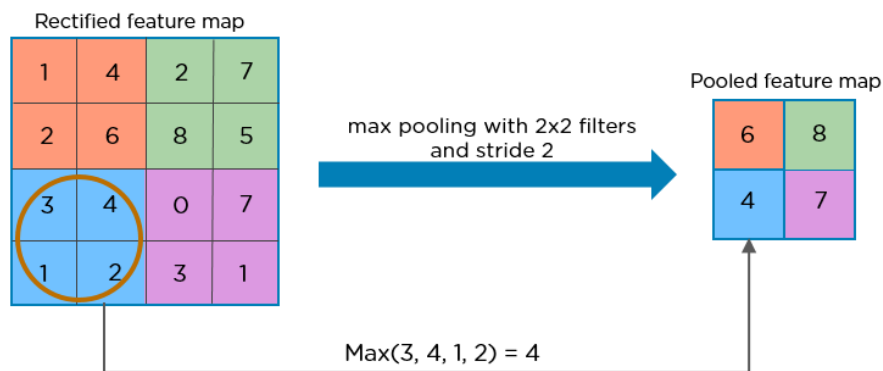 Rectified feature map
1 4 2 7
2 6 8 5
3 4 0 7
1 2 3 1
max pooling with 2x2 filters
and stride 2
Pooled feature map
6 8
4 7
Max(3, 4, 1, 2) = 4